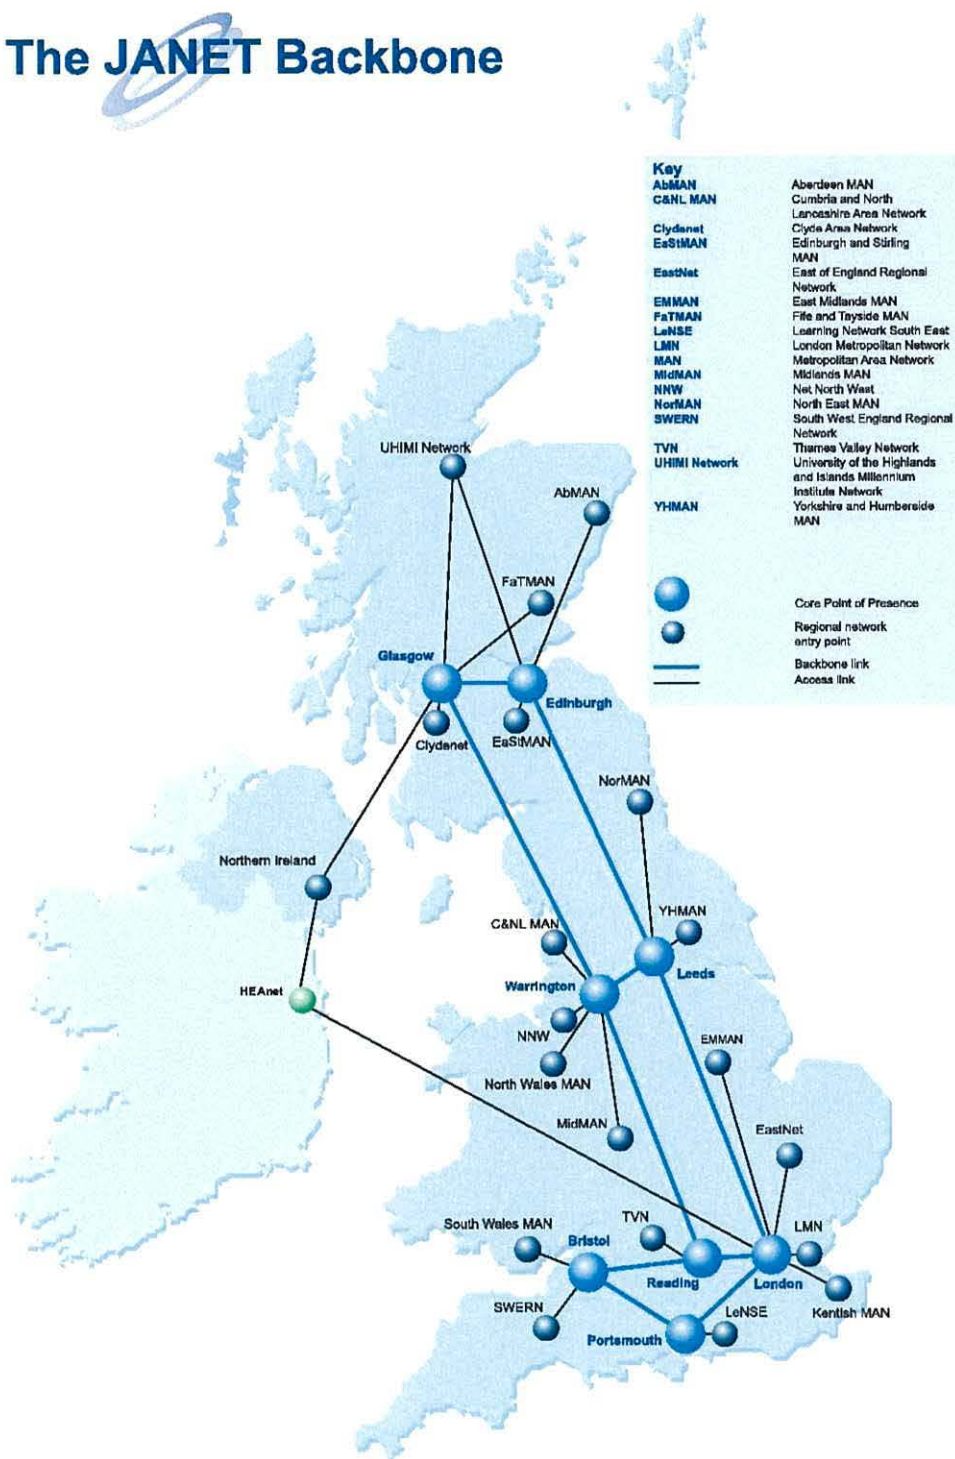 The JANET Backbone
Key
AbMAN Aberdeen MAN
C&NL MAN Cumbria and North
Lancashire Area Network
Clydenet Clyde Area Network
EaStMAN Edinburgh and Stirling
MAN
EastNet East of England Regional
Network
EMMAN East Midlands MAN
FaTMAN Fife and Tayside MAN
LeNSE Learning Network South East
LMN London Metropolitan Network
MAN Metropolitan Area Network
MidMAN Midlands MAN
NNW Net North West
NorMAN North East MAN
SWERN South West England Regional
Network
TVN Thames Valley Network
UHIMI Network University of the Highlands
and Islands Millennium
Institute Network
YHMAN Yorkshire and Humberside
MAN
Core Point of Presence
Regional network
entry point
Backbone link
Access link
UHIMI Network
AbMAN
FaTMAN
Glasgow
Edinburgh
Clydenet
EaStMAN
NorMAN
Northern Ireland
C&NL MAN
YHMAN
Leeds
Warrington
HEAnet
NNW
EMMAN
North Wales MAN
MidMAN
EastNet
South Wales MAN
TVN
LMN
Bristol
Reading
London
SWERN
LeNSE
Kentish MAN
Portsmouth